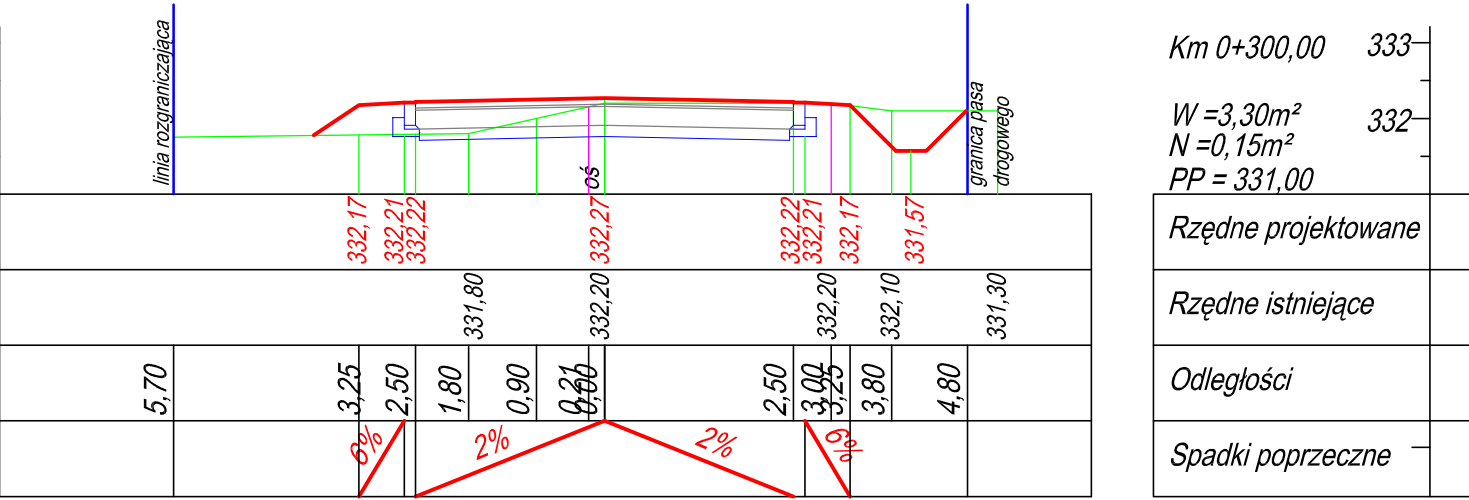 linia rozgraniczająca
oś
granica pasa
drogowego
Km 0+300,00
333
W =3,30m²
332
N =0,15m²
PP = 331,00
332,17 332,21 332,22 332,27 332,22 332,21 332,17 331,57
Rzędne projektowane
331,80 332,20 332,20 332,10 331,30
Rzędne istniejące
5,70 3,25 2,50 1,80 0,90 0,21 0,00 2,50 3,00 3,25 3,80 4,80
Odległości
6% 2% 2% 6%
Spadki poprzeczne